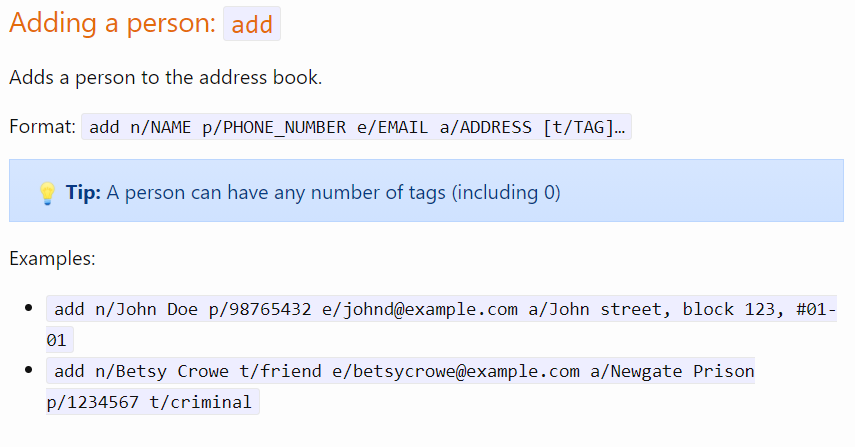 Adding a person: add
Adds a person to the address book.
Format: add n/NAME p/PHONE_NUMBER e/EMAIL a/ADDRESS [t/TAG]…
💡 Tip: A person can have any number of tags (including 0)
Examples:
• add n/John Doe p/98765432 e/johnd@example.com a/John street, block 123, #01-
01
• add n/Betsy Crowe t/friend e/betsycrowe@example.com a/Newgate Prison
p/1234567 t/criminal